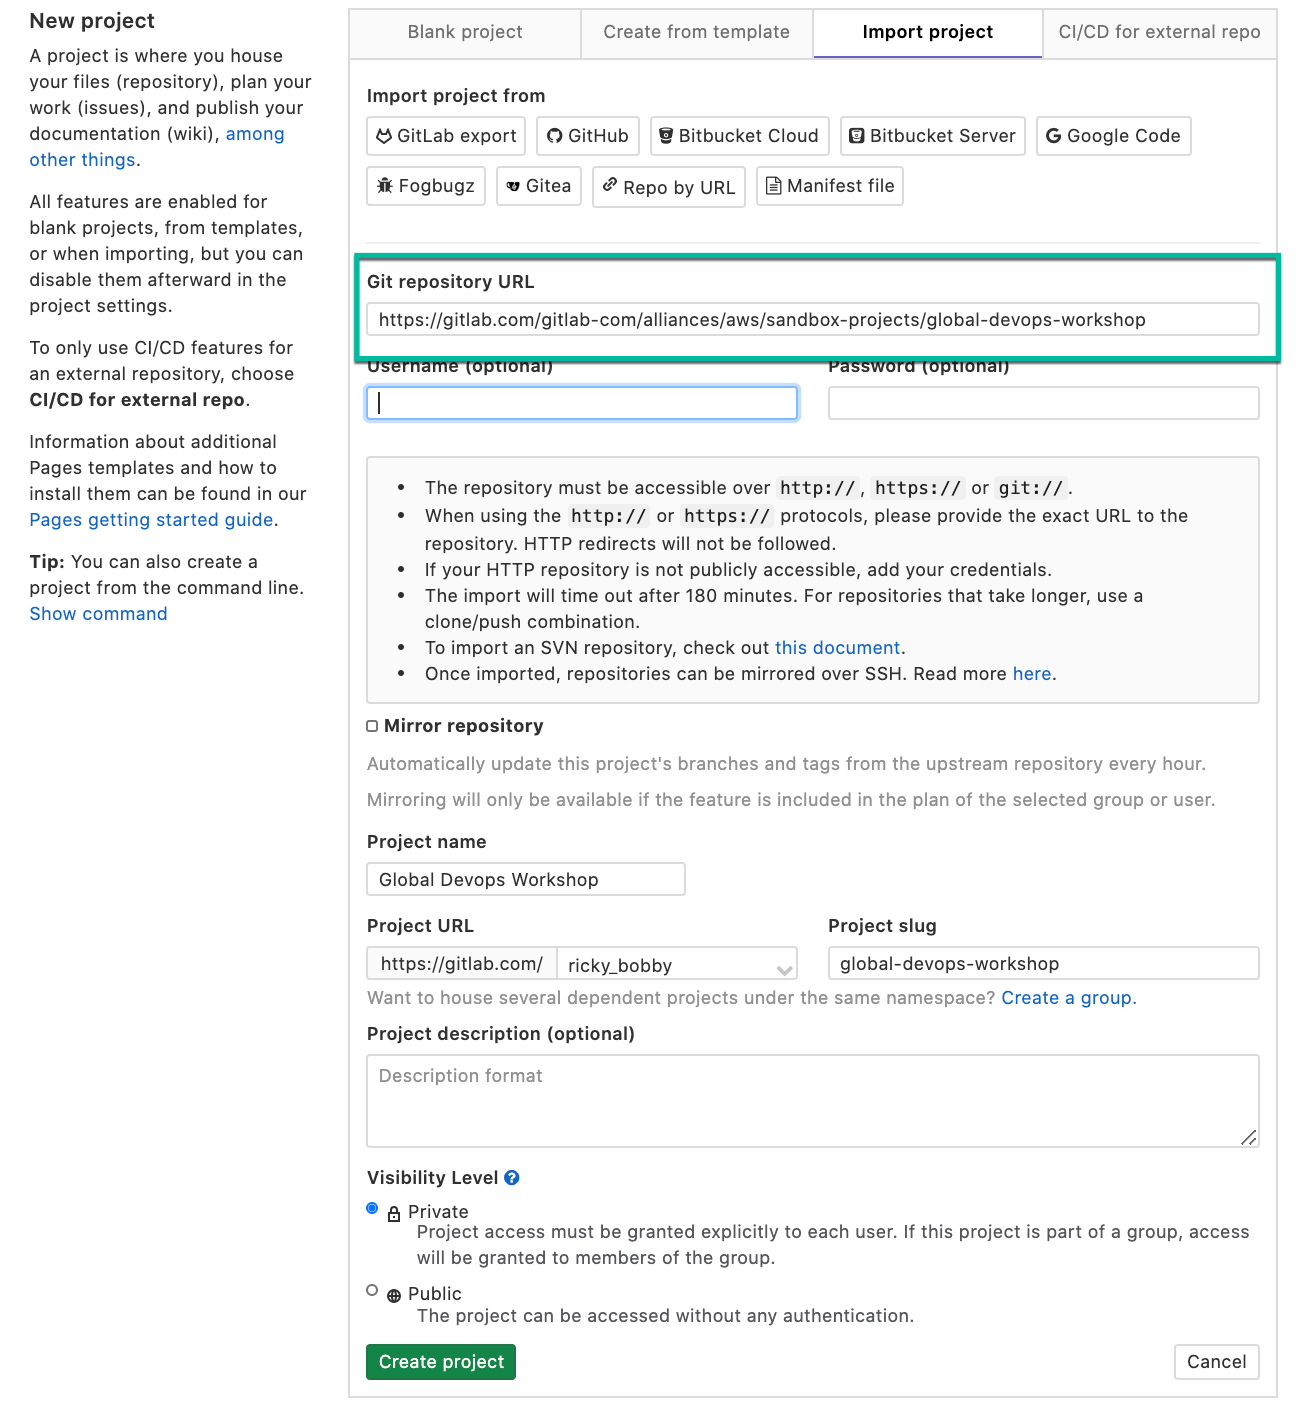 New project
A project is where you house
your files (repository), plan your
work (issues), and publish your
documentation (wiki), among
other things.
All features are enabled for
blank projects, from templates,
or when importing, but you can
disable them afterward in the
project settings.
To only use CI/CD features for
an external repository, choose
CI/CD for external repo.
Information about additional
Pages templates and how to
install them can be found in our
Pages getting started guide.
Tip: You can also create a
project from the command line.
Show command
Blank project
Create from template
Import project
CI/CD for external repo
Import project from
GitLab export
GitHub
Bitbucket Cloud
Bitbucket Server
Google Code
Fogbugz
Gitea
Repo by URL
Manifest file
Git repository URL
https://gitlab.com/gitlab-com/alliances/aws/sandbox-projects/global-devops-workshop
Username (optional)
Password (optional)
• The repository must be accessible over http://, https:// or git://.
• When using the http:// or https:// protocols, please provide the exact URL to the
repository. HTTP redirects will not be followed.
• If your HTTP repository is not publicly accessible, add your credentials.
• The import will time out after 180 minutes. For repositories that take longer, use a
clone/push combination.
• To import an SVN repository, check out this document.
• Once imported, repositories can be mirrored over SSH. Read more here.
Mirror repository
Automatically update this project's branches and tags from the upstream repository every hour.
Mirroring will only be available if the feature is included in the plan of the selected group or user.
Project name
Global Devops Workshop
Project URL
https://gitlab.com/
ricky_bobby
Project slug
global-devops-workshop
Want to house several dependent projects under the same namespace? Create a group.
Project description (optional)
Description format
Visibility Level ?
Private
Project access must be granted explicitly to each user. If this project is part of a group, access
will be granted to members of the group.
Public
The project can be accessed without any authentication.
Create project
Cancel